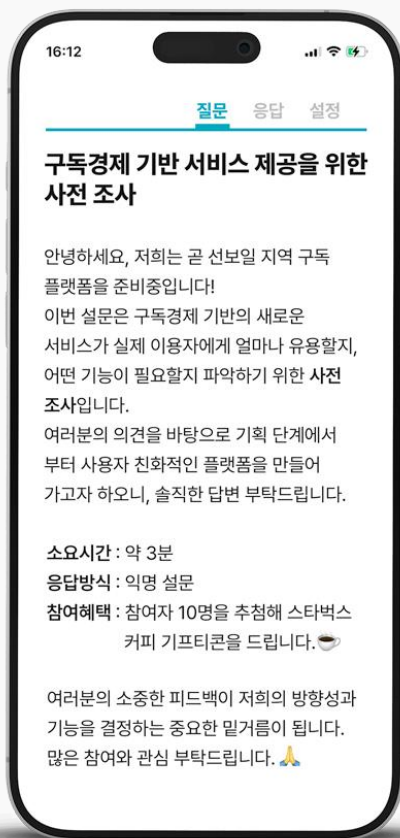 16:12
질문 응답 설정
구독경제 기반 서비스 제공을 위한
사전 조사
안녕하세요, 저희는 곧 선보일 지역 구독
플랫폼을 준비중입니다!
이번 설문은 구독경제 기반의 새로운
서비스가 실제 이용자에게 얼마나 유용할지,
어떤 기능이 필요할지 파악하기 위한 사전
조사입니다.
여러분의 의견을 바탕으로 기획 단계에서
부터 사용자 친화적인 플랫폼을 만들어
가고자 하오니, 솔직한 답변 부탁드립니다.
소요시간 : 약 3분
응답방식 : 익명 설문
참여혜택 : 참여자 10명을 추첨해 스타벅스
커피 기프티콘을 드립니다.☕
여러분의 소중한 피드백이 저희의 방향성과
기능을 결정하는 중요한 밑거름이 됩니다.
많은 참여와 관심 부탁드립니다.🙏